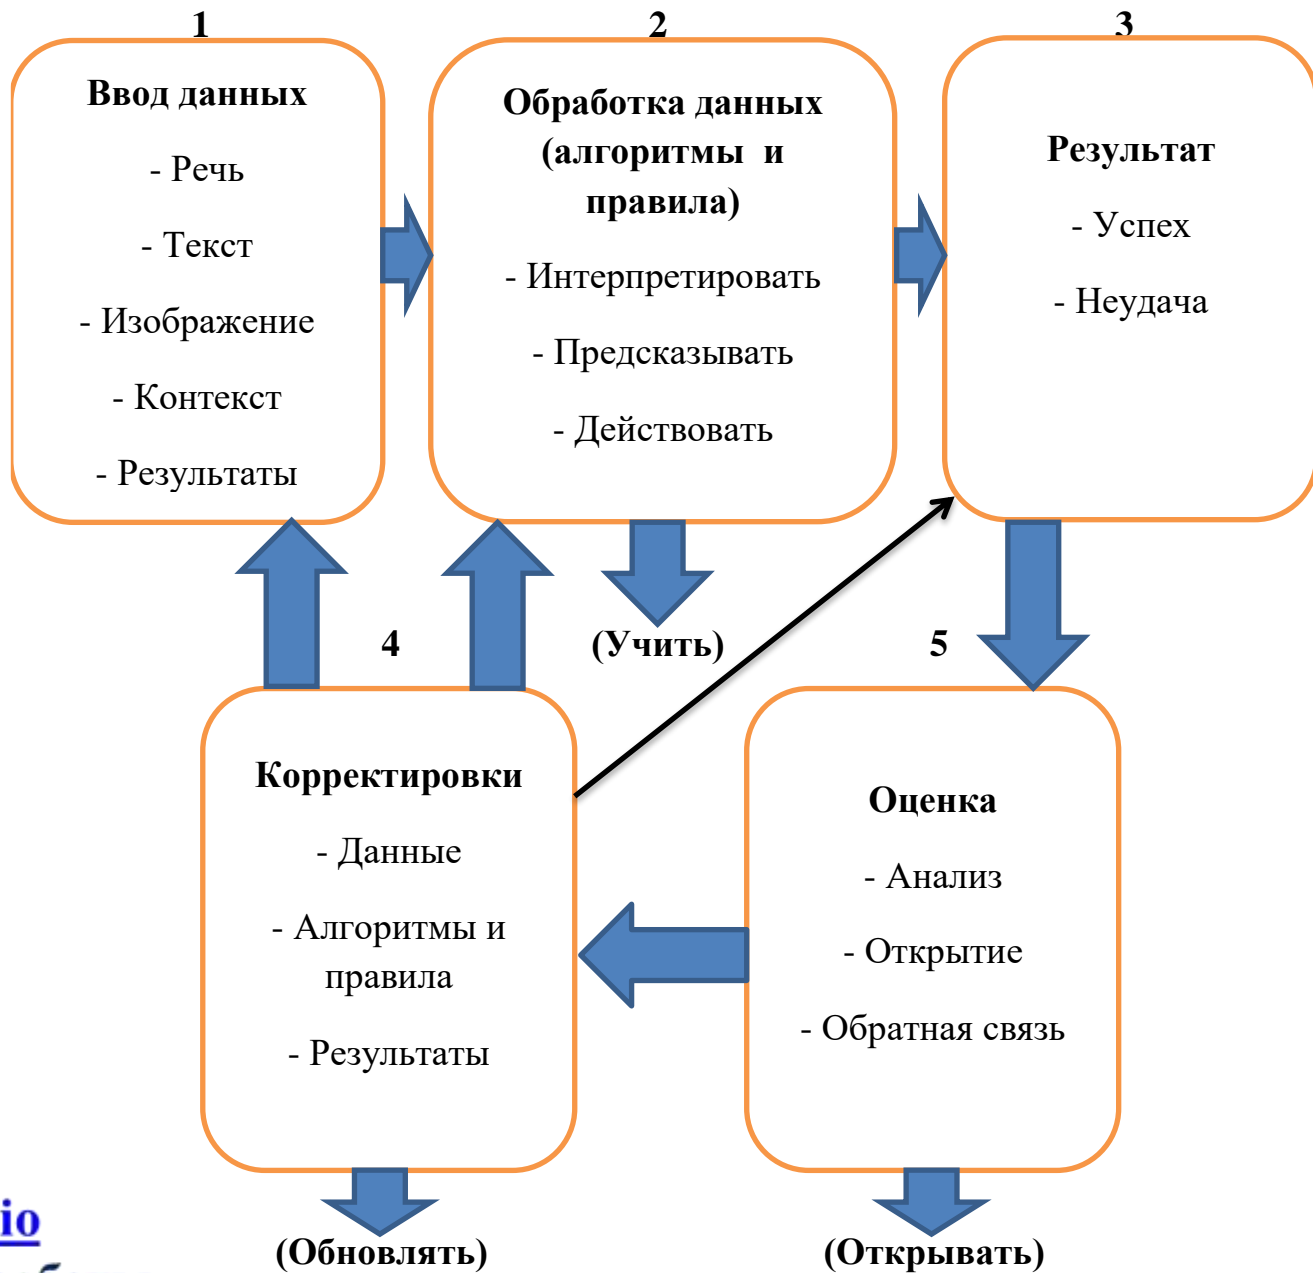 1
Ввод данных
- Речь
- Текст
- Изображение
- Контекст
- Результаты
2
Обработка данных
(алгоритмы и
правила)
- Интерпретировать
- Предсказывать
- Действовать
3
Результат
- Успех
- Неудача
(Учить)
4
Корректировки
- Данные
- Алгоритмы и
правила
- Результаты
5
Оценка
- Анализ
- Открытие
- Обратная связь
(Обновлять)
(Открывать)
io